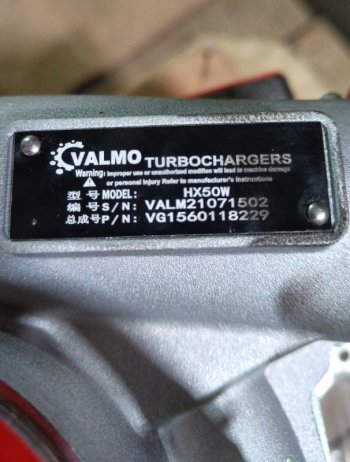 VALMO TURBOCHARGERS
Warning: Improper use or unauthorized modifion will lead to machine damage
or personal injury Refer to manufacturer's instructions
型 号 MODEL: HX50W
编 号 S/N: VALM21071502
总成号 P/N: VG1560118229